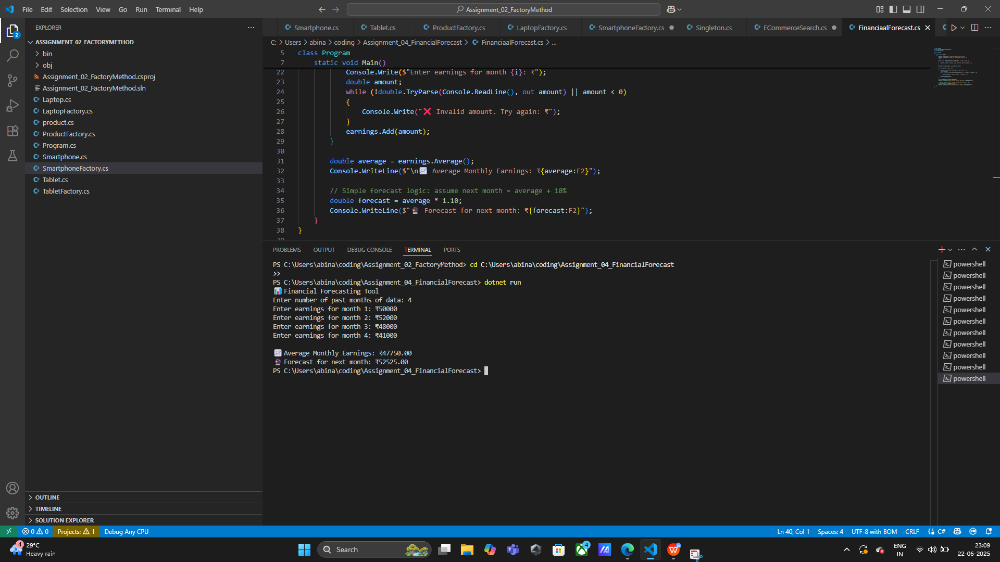 File Edit Selection View Go Run Terminal Help
Assignment_02_FactoryMethod
EXPLORER
ASSIGNMENT_02_FACTORYMETHOD
bin
obj
Assignment_02_FactoryMethod.csproj
Assignment_02_FactoryMethod.sln
Laptop.cs
LaptopFactory.cs
product.cs
ProductFactory.cs
Program.cs
Smartphone.cs
SmartphoneFactory.cs
Tablet.cs
TabletFactory.cs
OUTLINE
TIMELINE
SOLUTION EXPLORER
Smartphone.cs Tablet.cs ProductFactory.cs LaptopFactory.cs SmartphoneFactory.cs Singleton.cs ECommerceSearch.cs FinanciaalForecast.cs
C: > Users > abina > coding > Assignment_04_FinancialForecast > FinanciaalForecast.cs > ...
5 class Program
7 static void Main()
22 Console.Write($"Enter earnings for month {i}: ₹");
23 double amount;
24 while (!double.TryParse(Console.ReadLine(), out amount) || amount < 0)
25 {
26 Console.Write("❌ Invalid amount. Try again: ₹");
27 }
28 earnings.Add(amount);
29 }
30
31 double average = earnings.Average();
32 Console.WriteLine($"\n📈 Average Monthly Earnings: ₹{average:F2}");
33
34 // Simple forecast logic: assume next month = average + 10%
35 double forecast = average * 1.10;
36 Console.WriteLine($"🔮 Forecast for next month: ₹{forecast:F2}");
37 }
38 }
PROBLEMS OUTPUT DEBUG CONSOLE TERMINAL PORTS
PS C:\Users\abina\coding\Assignment_02_FactoryMethod> cd C:\Users\abina\coding\Assignment_04_FinancialForecast
>>
PS C:\Users\abina\coding\Assignment_04_FinancialForecast> dotnet run
📊 Financial Forecasting Tool
Enter number of past months of data: 4
Enter earnings for month 1: ₹50000
Enter earnings for month 2: ₹52000
Enter earnings for month 3: ₹48000
Enter earnings for month 4: ₹41000
📈 Average Monthly Earnings: ₹47750.00
🔮 Forecast for next month: ₹52525.00
PS C:\Users\abina\coding\Assignment_04_FinancialForecast>
powershell
powershell
powershell
powershell
powershell
powershell
powershell
powershell
powershell
powershell
powershell
2
0 0 Projects: 1 Debug Any CPU
Ln 40, Col 1 Spaces: 4 UTF-8 with BOM CRLF C#
4
29°C
Heavy rain
Search
4
ENG
IN
23:09
22-06-2025